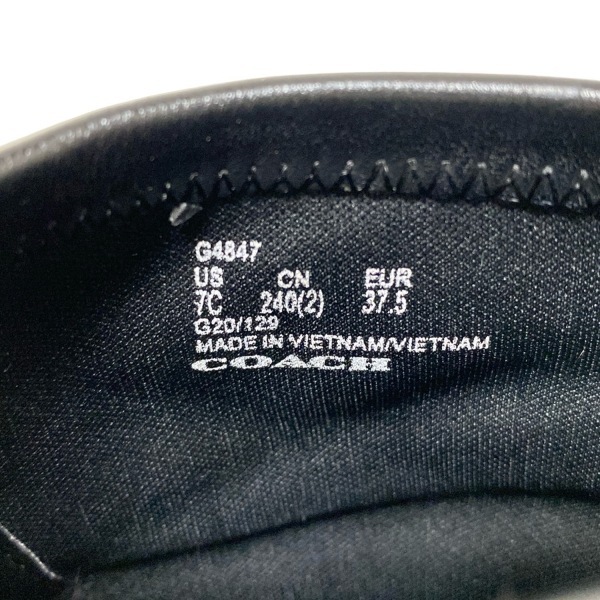 G4847
US CN EUR
7C 240(2) 37.5
G20/129
MADE IN VIETNAM/VIETNAM
COACH